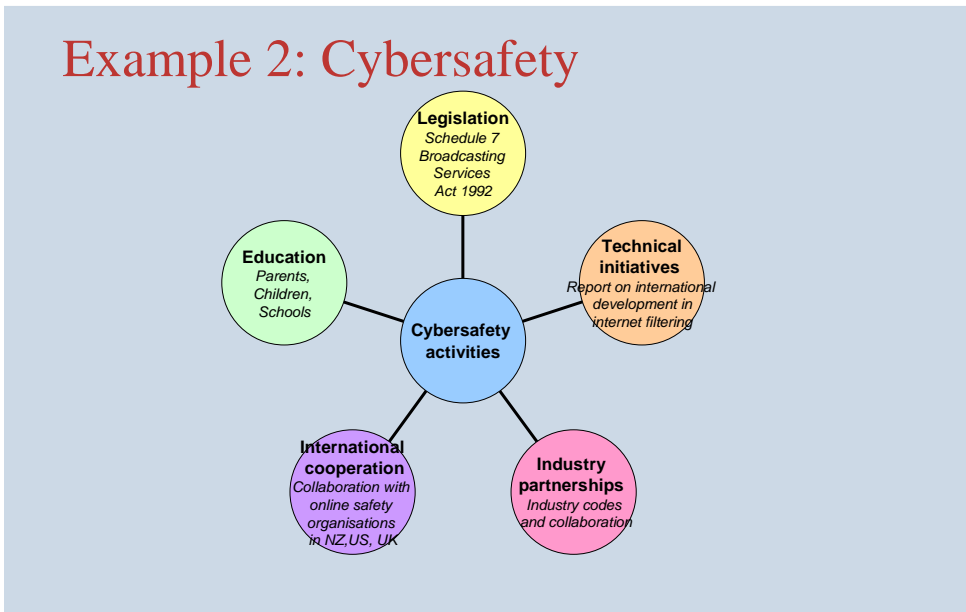 Example 2: Cybersafety
Legislation
Schedule 7
Broadcasting
Services
Act 1992
Technical
initiatives
Report on international
development in
internet filtering
Education
Parents,
Children,
Schools
Cybersafety
activities
International
cooperation
Collaboration with
online safety
organisations
in NZ,US, UK
Industry
partnerships
Industry codes
and collaboration